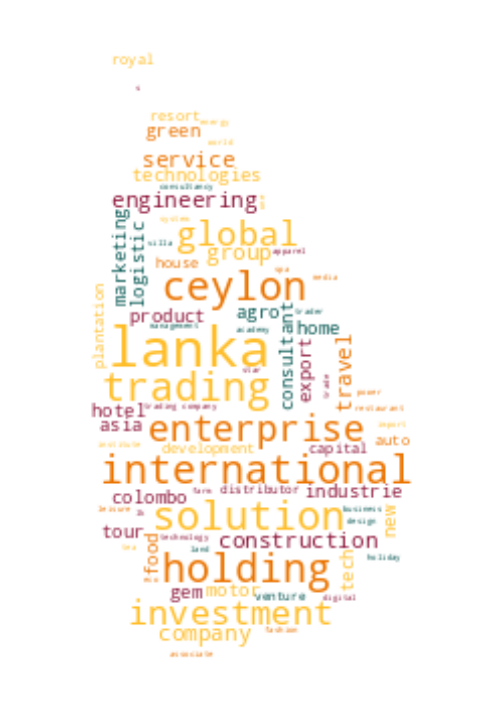 royal
s
resort energy
green
world
service
technologies
consultancy
engineering
marketing
logistic
system
villa
global
group apparel
house
spa
media
ceylon
plantation
product
management
agro trader
academy
home
consultant
export
lanka
star
trade
travel
trading
power
hotel trading company
restaurant
asia
enterprise
import
auto
institute
development
capital
international
colombo
farm
distributor
industrie
leisure
solution
business
design
new
tour
technology
construction
food
land
holiday
tea
holding
tech
gem
motor
venture
digital
investment
company
fashion
associate